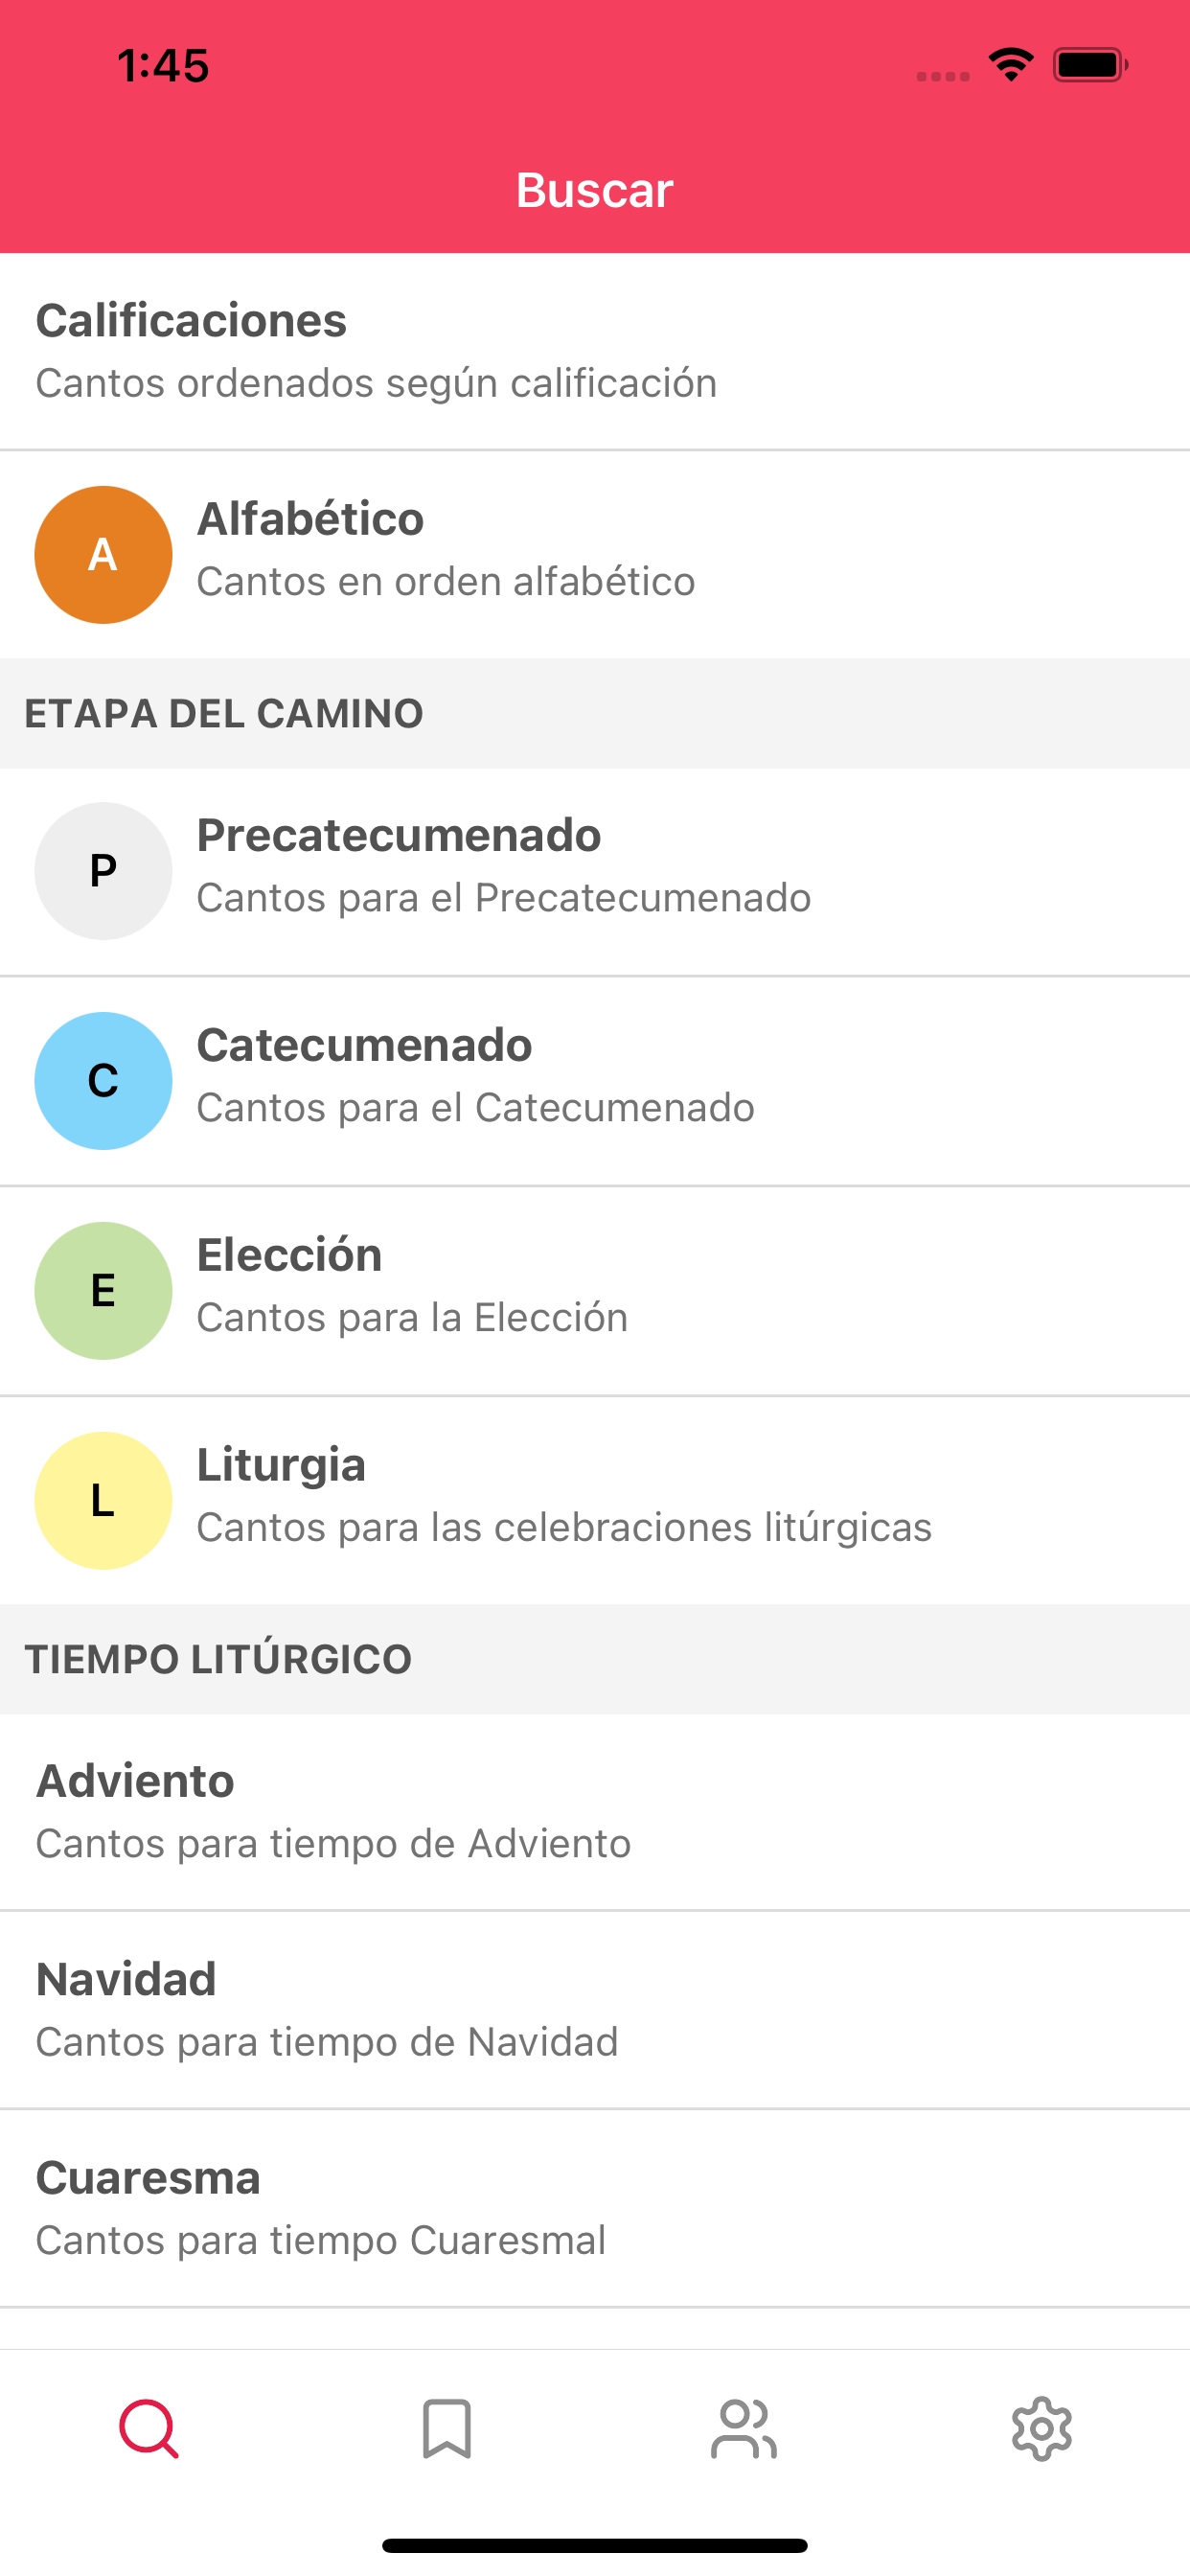 1:45
Buscar
Calificaciones
Cantos ordenados según calificación
A
Alfabético
Cantos en orden alfabético
ETAPA DEL CAMINO
P
Precatecumenado
Cantos para el Precatecumenado
C
Catecumenado
Cantos para el Catecumenado
E
Elección
Cantos para la Elección
L
Liturgia
Cantos para las celebraciones litúrgicas
TIEMPO LITÚRGICO
Adviento
Cantos para tiempo de Adviento
Navidad
Cantos para tiempo de Navidad
Cuaresma
Cantos para tiempo Cuaresmal